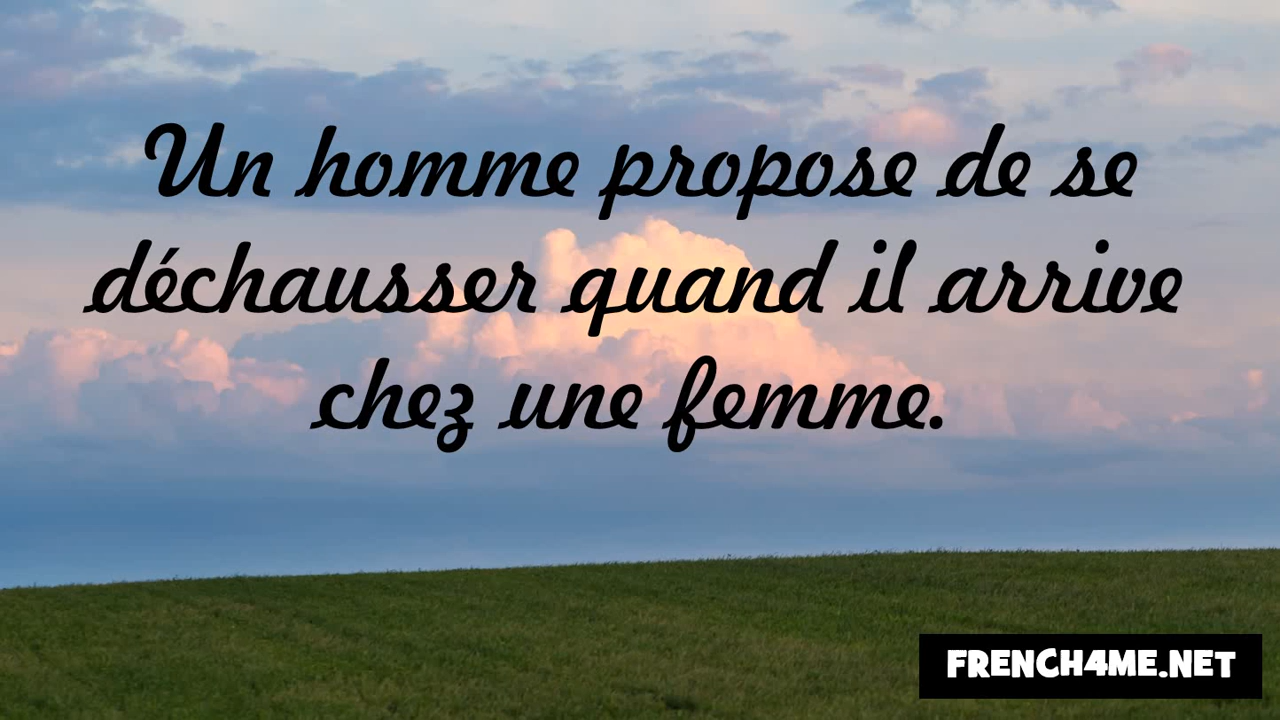 Un homme propose de se
déchausser quand il arrive
chez une femme.
FRENCH4ME.NET